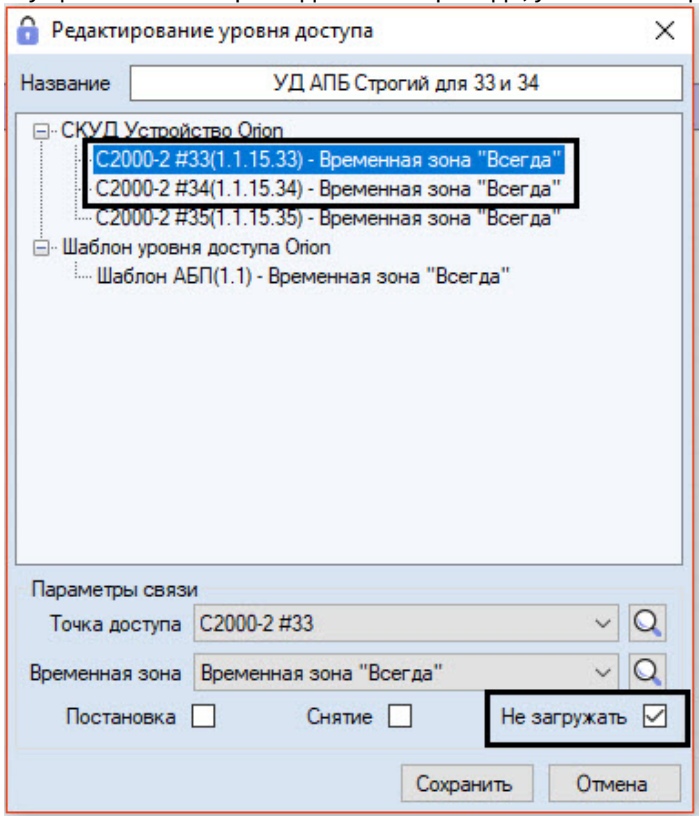 Редактирование уровня доступа
Название УД АПБ Строгий для 33 и 34
СКУД Устройство Orion
С2000-2 #33(1.1.15.33) - Временная зона "Всегда"
С2000-2 #34(1.1.15.34) - Временная зона "Всегда"
С2000-2 #35(1.1.15.35) - Временная зона "Всегда"
Шаблон уровня доступа Orion
Шаблон АБП(1.1) - Временная зона "Всегда"
Параметры связи
Точка доступа С2000-2 #33
Временная зона Временная зона "Всегда"
Постановка Снятие Не загружать
Сохранить Отмена